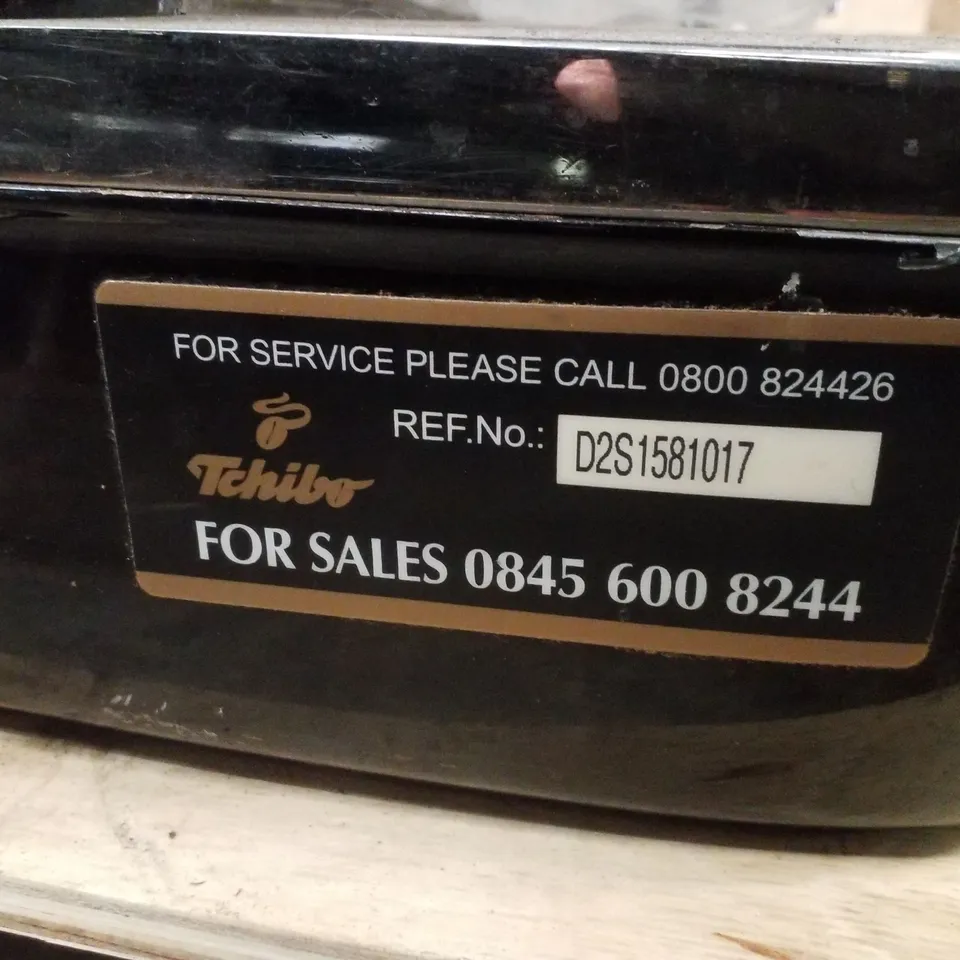 FOR SERVICE PLEASE CALL 0800 824426
REF.No.: D2S1581017
Tchibo
FOR SALES 0845 600 8244